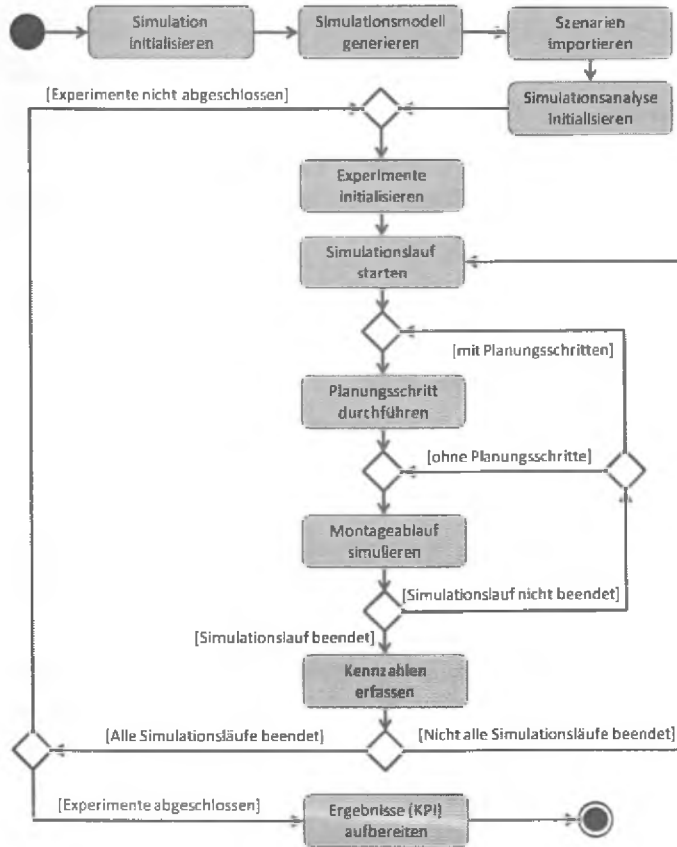 Simulation
initialisieren
Simulationsmodell
generieren
Szenarien
importieren
[Experimente nicht abgeschlossen]
Simulationsanalyse
initialisieren
Experimente
initialisieren
Simulationslauf
starten
[mit Planungsschritten]
Planungsschritt
durchführen
[ohne Planungsschritte]
Montageablauf
simulieren
[Simulationslauf nicht beendet]
[Simulationslauf beendet]
Kennzahlen
erfassen
[Alle Simulationsläufe beendet]
[Nicht alle Simulationsläufe beendet]
[Experimente abgeschlossen]
Ergebnisse (KPI)
aufbereiten